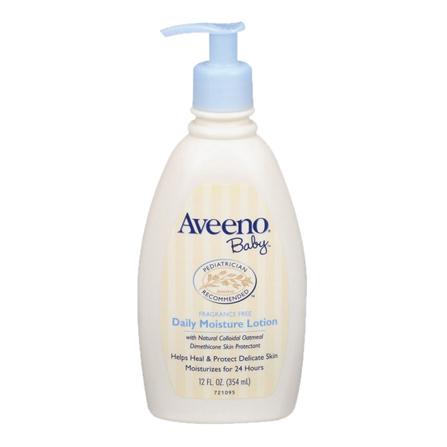 Aveeno®
Baby™
PEDIATRICIAN
RECOMMENDED
FRAGRANCE FREE
Daily Moisture Lotion
with Natural Colloidal Oatmeal
Dimethicone Skin Protectant
Helps Heal & Protect Delicate Skin
Moisturizes for 24 Hours
12 FL. OZ. (354 mL)
721095